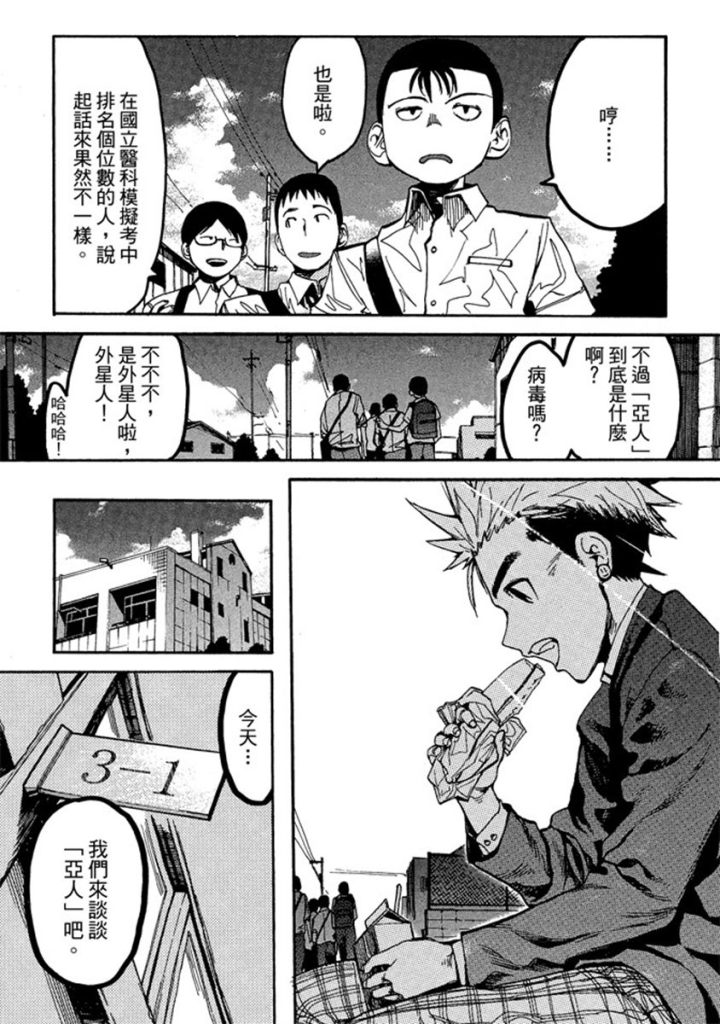 哼⋯⋯
也是啦。
在國立醫科模擬考中
排名個位數的人，說
起話來果然不一樣。
不過「亞人」
到底是什麼
啊？
病毒嗎？
不不不，
是外星人啦，
外星人！
哈哈哈！
3-1
今天⋯
我們來談談
「亞人」吧。